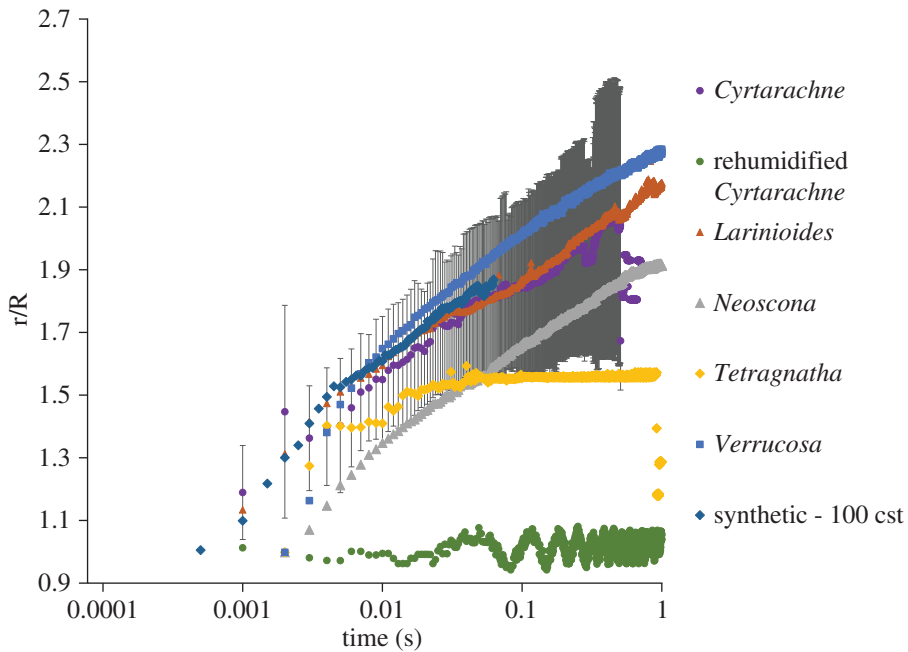 2.7
2.5
2.3
2.1
1.9
1.7
1.5
1.3
1.1
0.9
r/R
0.0001
0.001
0.01
0.1
1
time (s)
Cyrtarachne
rehumidified
Cyrtarachne
Larinioides
Neoscona
Tetragnatha
Verrucosa
synthetic - 100 cst